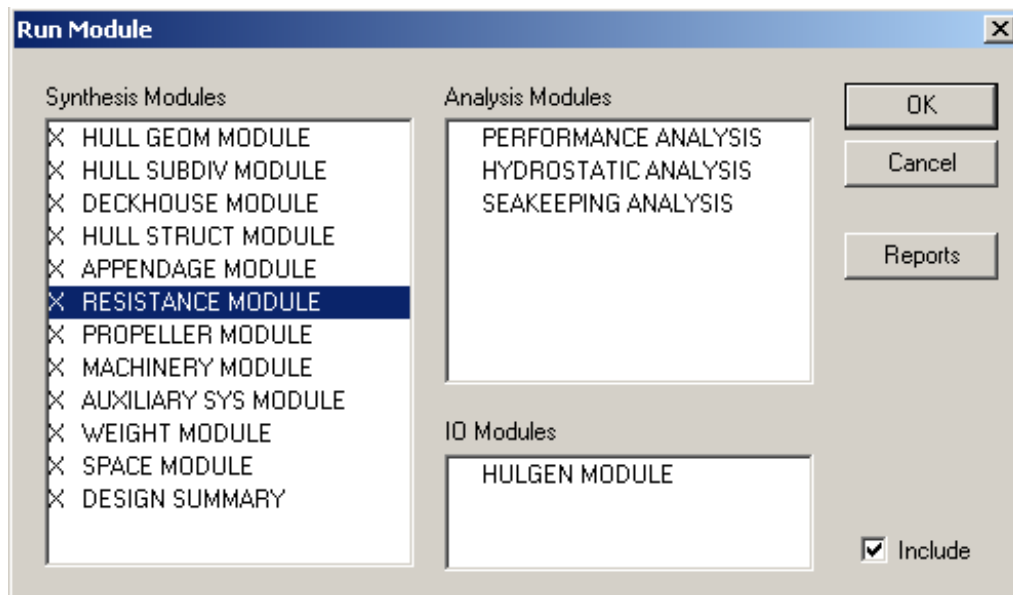 Run Module
Synthesis Modules
X HULL GEOM MODULE
X HULL SUBDIV MODULE
X DECKHOUSE MODULE
X HULL STRUCT MODULE
X APPENDAGE MODULE
X RESISTANCE MODULE
X PROPELLER MODULE
X MACHINERY MODULE
X AUXILIARY SYS MODULE
X WEIGHT MODULE
X SPACE MODULE
X DESIGN SUMMARY
Analysis Modules
PERFORMANCE ANALYSIS
HYDROSTATIC ANALYSIS
SEAKEEPING ANALYSIS
IO Modules
HULGEN MODULE
OK
Cancel
Reports
Include